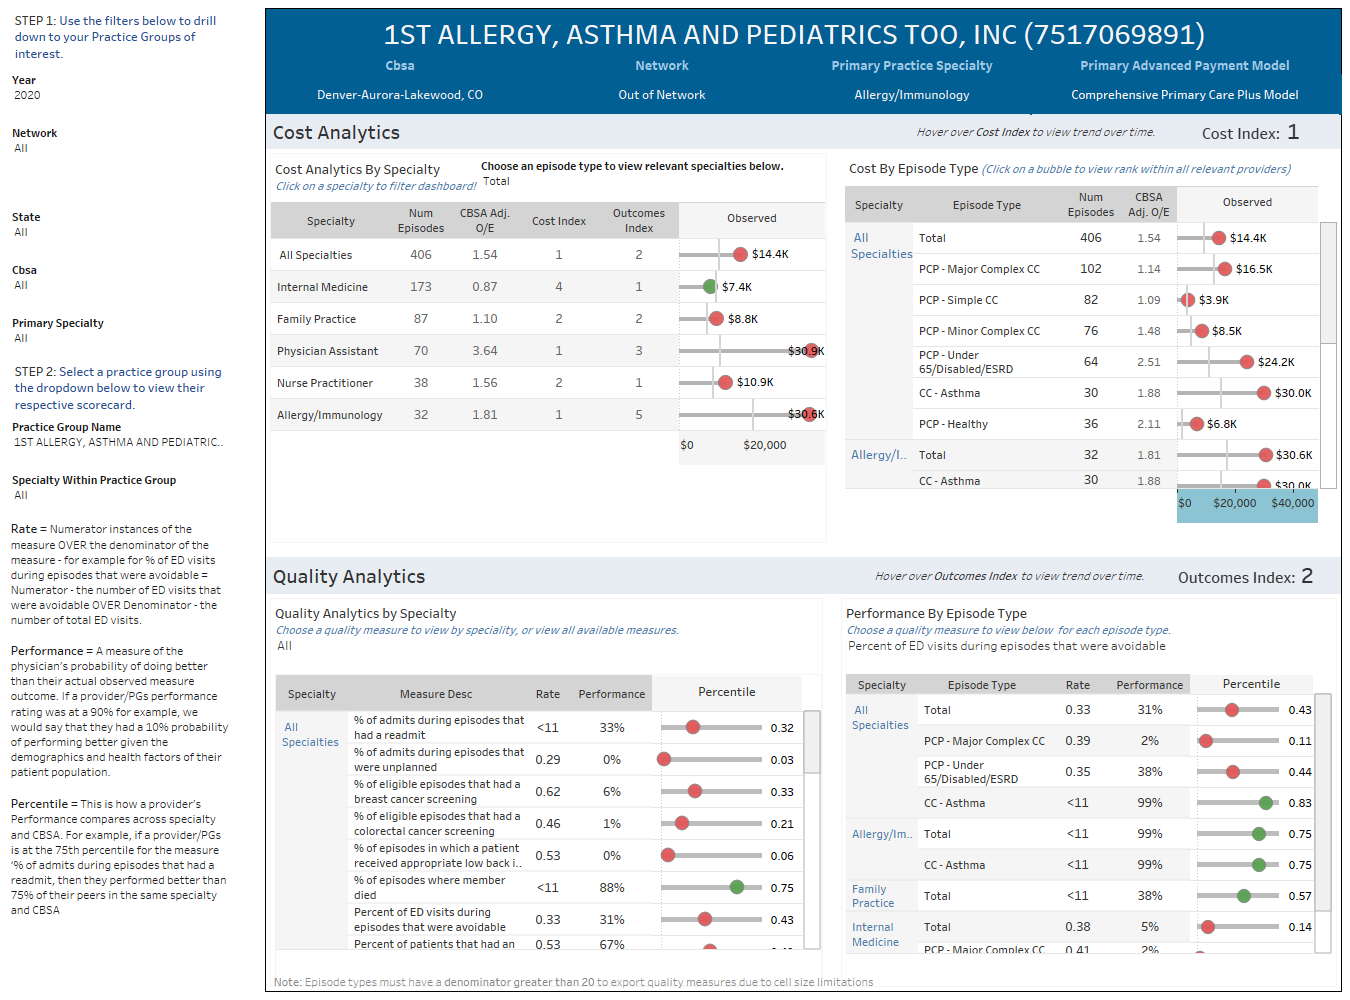 STEP 1: Use the filters below to drill
down to your Practice Groups of
interest.
Year
2020
Network
All
State
All
Cbsa
All
Primary Specialty
All
STEP 2: Select a practice group using
the dropdown below to view their
respective scorecard.
Practice Group Name
1ST ALLERGY, ASTHMA AND PEDIATRIC..
Specialty Within Practice Group
All
Rate = Numerator instances of the
measure OVER the denominator of the
measure - for example for % of ED visits
during episodes that were avoidable =
Numerator - the number of ED visits that
were avoidable OVER Denominator - the
number of total ED visits.
Performance = A measure of the
physician's probability of doing better
than their actual observed measure
outcome. If a provider/PGs performance
rating was at a 90% for example, we
would say that they had a 10% probability
of performing better given the
demographics and health factors of their
patient population.
Percentile = This is how a provider's
Performance compares across specialty
and CBSA. For example, if a provider/PGs
is at the 75th percentile for the measure
'% of admits during episodes that had a
readmit, then they performed better than
75% of their peers in the same specialty
and CBSA
1ST ALLERGY, ASTHMA AND PEDIATRICS TOO, INC (7517069891)
Cbsa Network Primary Practice Specialty Primary Advanced Payment Model
Denver-Aurora-Lakewood, CO Out of Network Allergy/Immunology Comprehensive Primary Care Plus Model
Cost Analytics Hover over Cost Index to view trend over time. Cost Index: 1
Cost Analytics By Specialty Choose an episode type to view relevant specialties below.
Click on a specialty to filter dashboard! Total
Specialty Num Episodes CBSA Adj. O/E Cost Index Outcomes Index Observed
All Specialties 406 1.54 1 2 $14.4K
Internal Medicine 173 0.87 4 1 $7.4K
Family Practice 87 1.10 2 2 $8.8K
Physician Assistant 70 3.64 1 3 $30.9K
Nurse Practitioner 38 1.56 2 1 $10.9K
Allergy/Immunology 32 1.81 1 5 $30.6K
$0 $20,000
Cost By Episode Type (Click on a bubble to view rank within all relevant providers)
Specialty Episode Type Num Episodes CBSA Adj. O/E Observed
All Specialties Total 406 1.54 $14.4K
PCP - Major Complex CC 102 1.14 $16.5K
PCP - Simple CC 82 1.09 $3.9K
PCP - Minor Complex CC 76 1.48 $8.5K
PCP - Under 65/Disabled/ESRD 64 2.51 $24.2K
CC - Asthma 30 1.88 $30.0K
PCP - Healthy 36 2.11 $6.8K
Allergy/I.. Total 32 1.81 $30.6K
CC - Asthma 30 1.88 $30.0K
$0 $20,000 $40,000
Quality Analytics Hover over Outcomes Index to view trend over time. Outcomes Index: 2
Quality Analytics by Specialty
Choose a quality measure to view by speciality, or view all available measures.
All
Specialty Measure Desc Rate Performance Percentile
All Specialties % of admits during episodes that had a readmit <11 33% 0.32
% of admits during episodes that were unplanned 0.29 0% 0.03
% of eligible episodes that had a breast cancer screening 0.62 6% 0.33
% of eligible episodes that had a colorectal cancer screening 0.46 1% 0.21
% of episodes in which a patient received appropriate low back i.. 0.53 0% 0.06
% of episodes where member died <11 88% 0.75
Percent of ED visits during episodes that were avoidable 0.33 31% 0.43
Percent of patients that had an 0.53 67%
Performance By Episode Type
Choose a quality measure to view below for each episode type.
Percent of ED visits during episodes that were avoidable
Specialty Episode Type Rate Performance Percentile
All Specialties Total 0.33 31% 0.43
PCP - Major Complex CC 0.39 2% 0.11
PCP - Under 65/Disabled/ESRD 0.35 38% 0.44
CC - Asthma <11 99% 0.83
Allergy/Im.. Total <11 99% 0.75
CC - Asthma <11 99% 0.75
Family Practice Total <11 38% 0.57
Internal Medicine Total 0.38 5% 0.14
PCP - Major Complex CC 0.41 2%
Note: Episode types must have a denominator greater than 20 to export quality measures due to cell size limitations